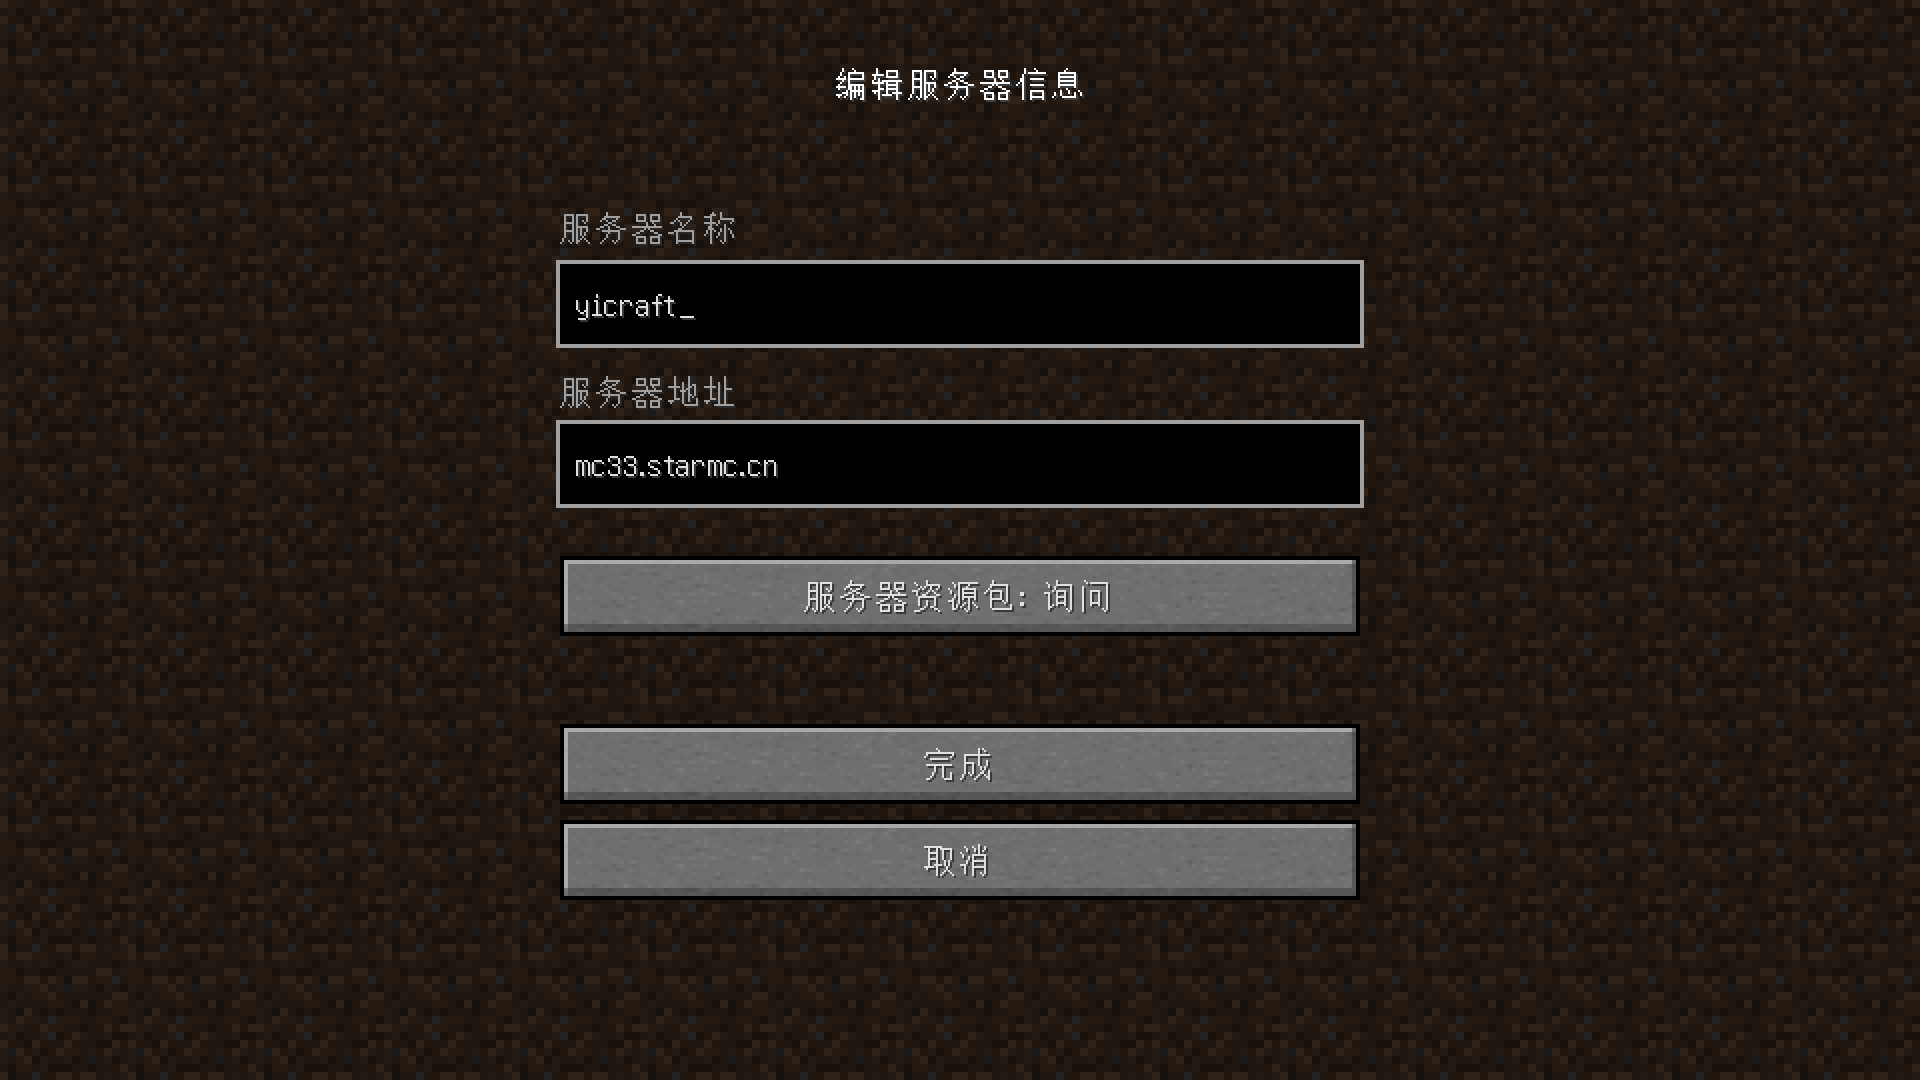 编辑服务器信息
服务器名称
yicraft_
服务器地址
mc33.starmc.cn
服务器资源包: 询问
完成
取消